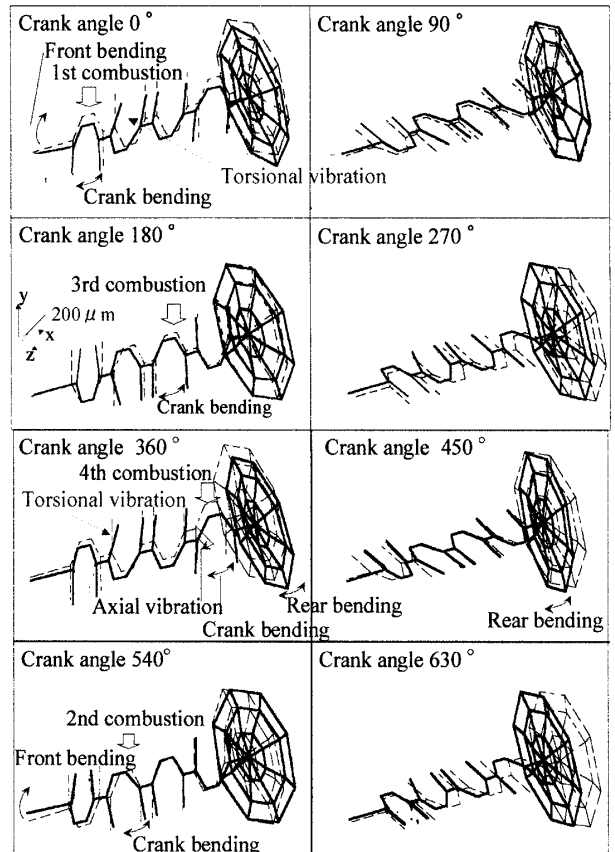 Crank angle 0°
Front bending
1st combustion
Crank bending
Torsional vibration
Crank angle 90°
Crank angle 180°
3rd combustion
y
200 μm
x
z
Crank bending
Crank angle 270°
Crank angle 360°
4th combustion
Torsional vibration
Axial vibration
Rear bending
Crank bending
Crank angle 450°
Rear bending
Crank angle 540°
2nd combustion
Front bending
Crank bending
Crank angle 630°